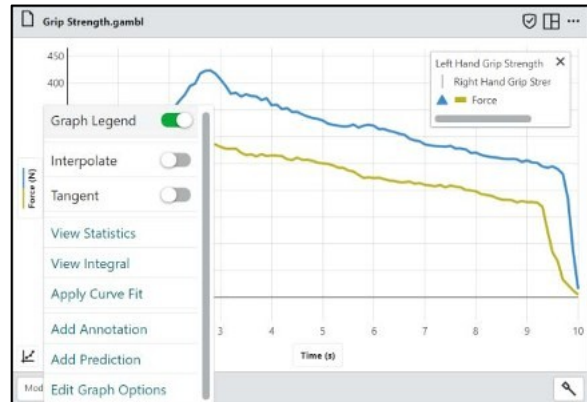 Grip Strength.gambl
450
400
Left Hand Grip Strength
Right Hand Grip Strer
Force
Graph Legend
Interpolate
Tangent
View Statistics
View Integral
Apply Curve Fit
Add Annotation
Add Prediction
Edit Graph Options
Force (N)
3
4
5
6
7
8
9
10
Time (s)
Mod